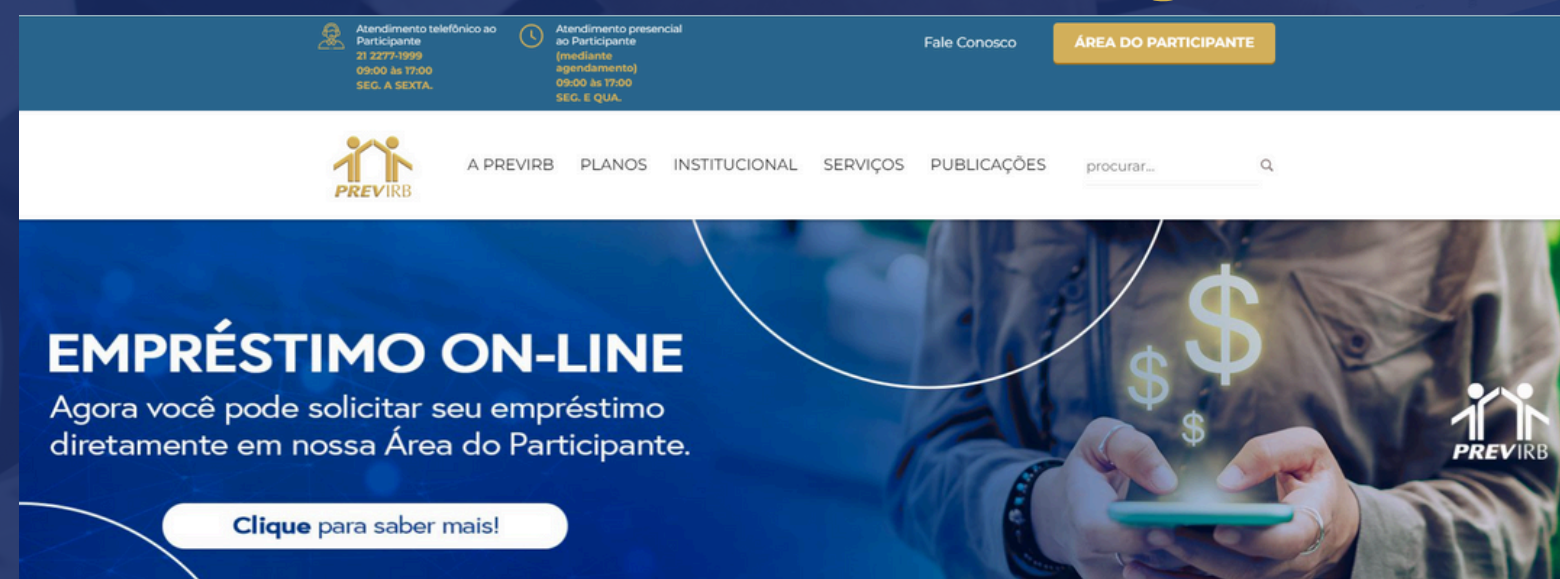 Atendimento telefônico ao
Participante
21 2277-1999
09:00 às 17:00
SEG. A SEXTA.
Atendimento presencial
ao Participante
(mediante
agendamento)
09:00 às 17:00
SEG. E QUA.
Fale Conosco
ÁREA DO PARTICIPANTE
PREVIRB
A PREVIRB PLANOS INSTITUCIONAL SERVIÇOS PUBLICAÇÕES procurar...
EMPRÉSTIMO ON-LINE
Agora você pode solicitar seu empréstimo
diretamente em nossa Área do Participante.
Clique para saber mais!
PREVIRB